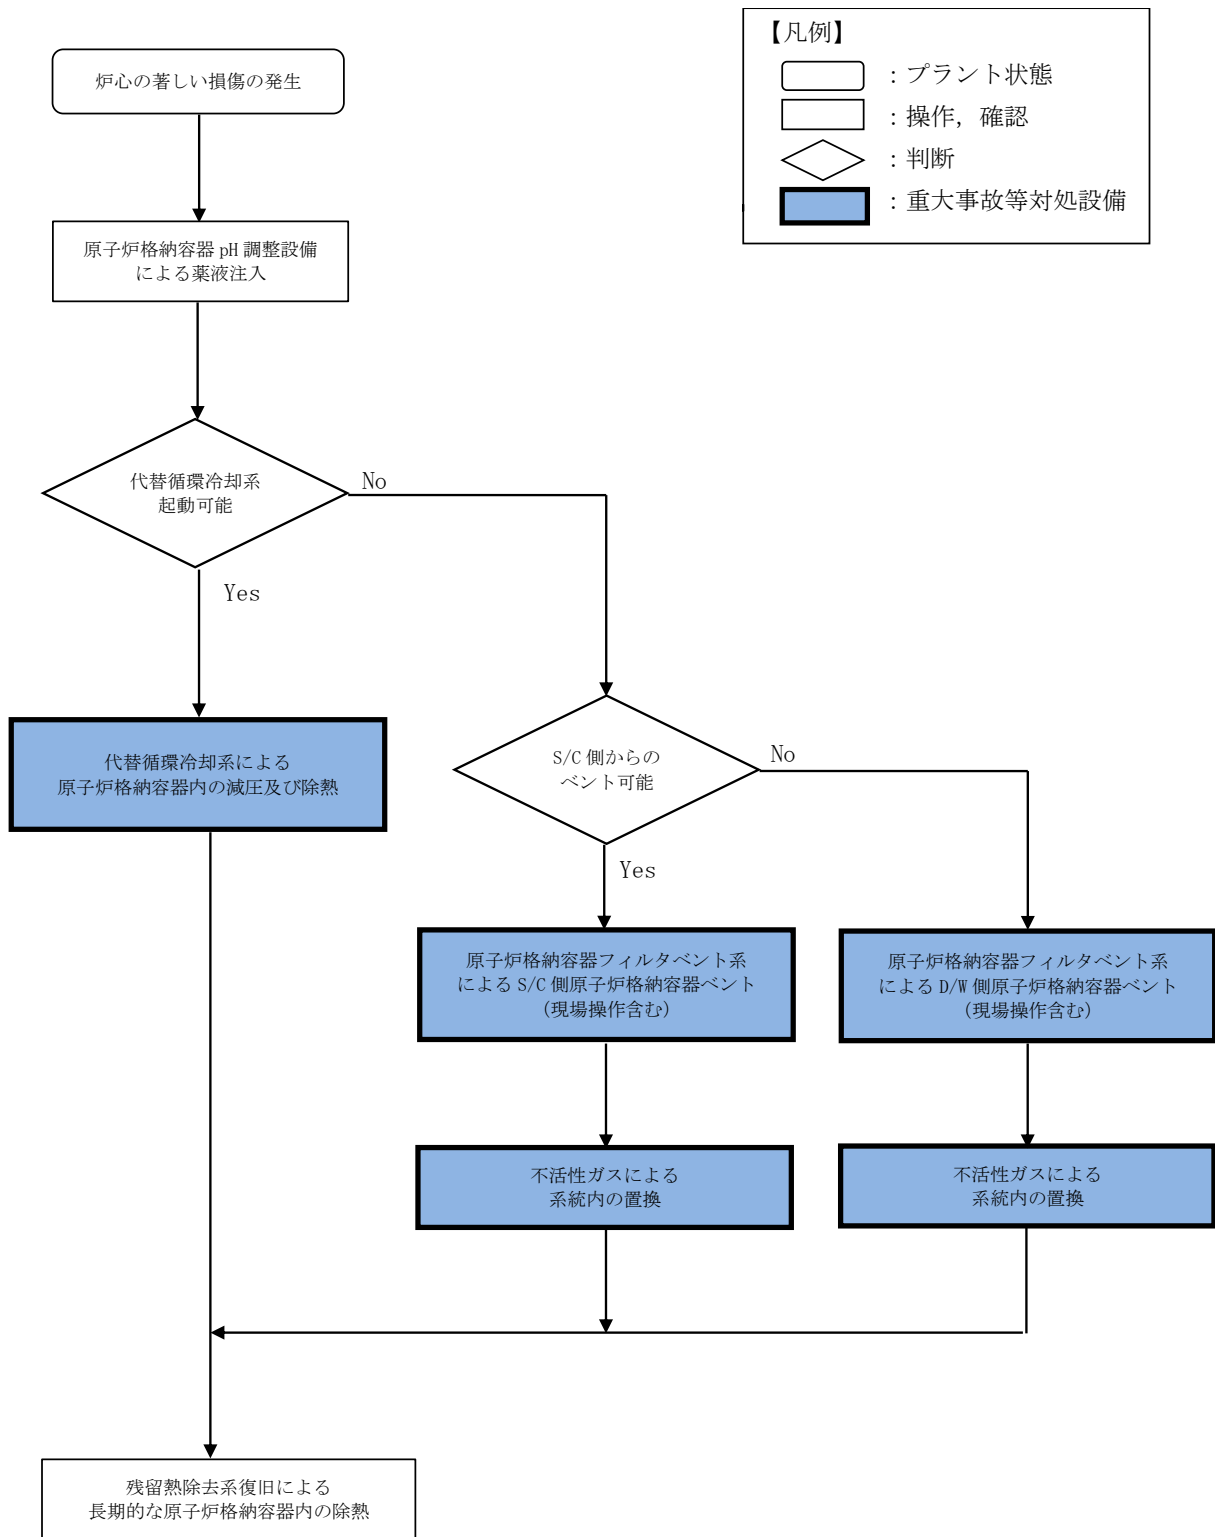 【凡例】
：プラント状態
：操作，確認
：判断
：重大事故等対処設備
炉心の著しい損傷の発生
原子炉格納容器 pH 調整設備
による薬液注入
代替循環冷却系
起動可能
No
Yes
代替循環冷却系による
原子炉格納容器内の減圧及び除熱
S/C 側からの
ベント可能
No
Yes
原子炉格納容器フィルタベント系
による S/C 側原子炉格納容器ベント
（現場操作含む）
原子炉格納容器フィルタベント系
による D/W 側原子炉格納容器ベント
（現場操作含む）
不活性ガスによる
系統内の置換
不活性ガスによる
系統内の置換
残留熱除去系復旧による
長期的な原子炉格納容器内の除熱